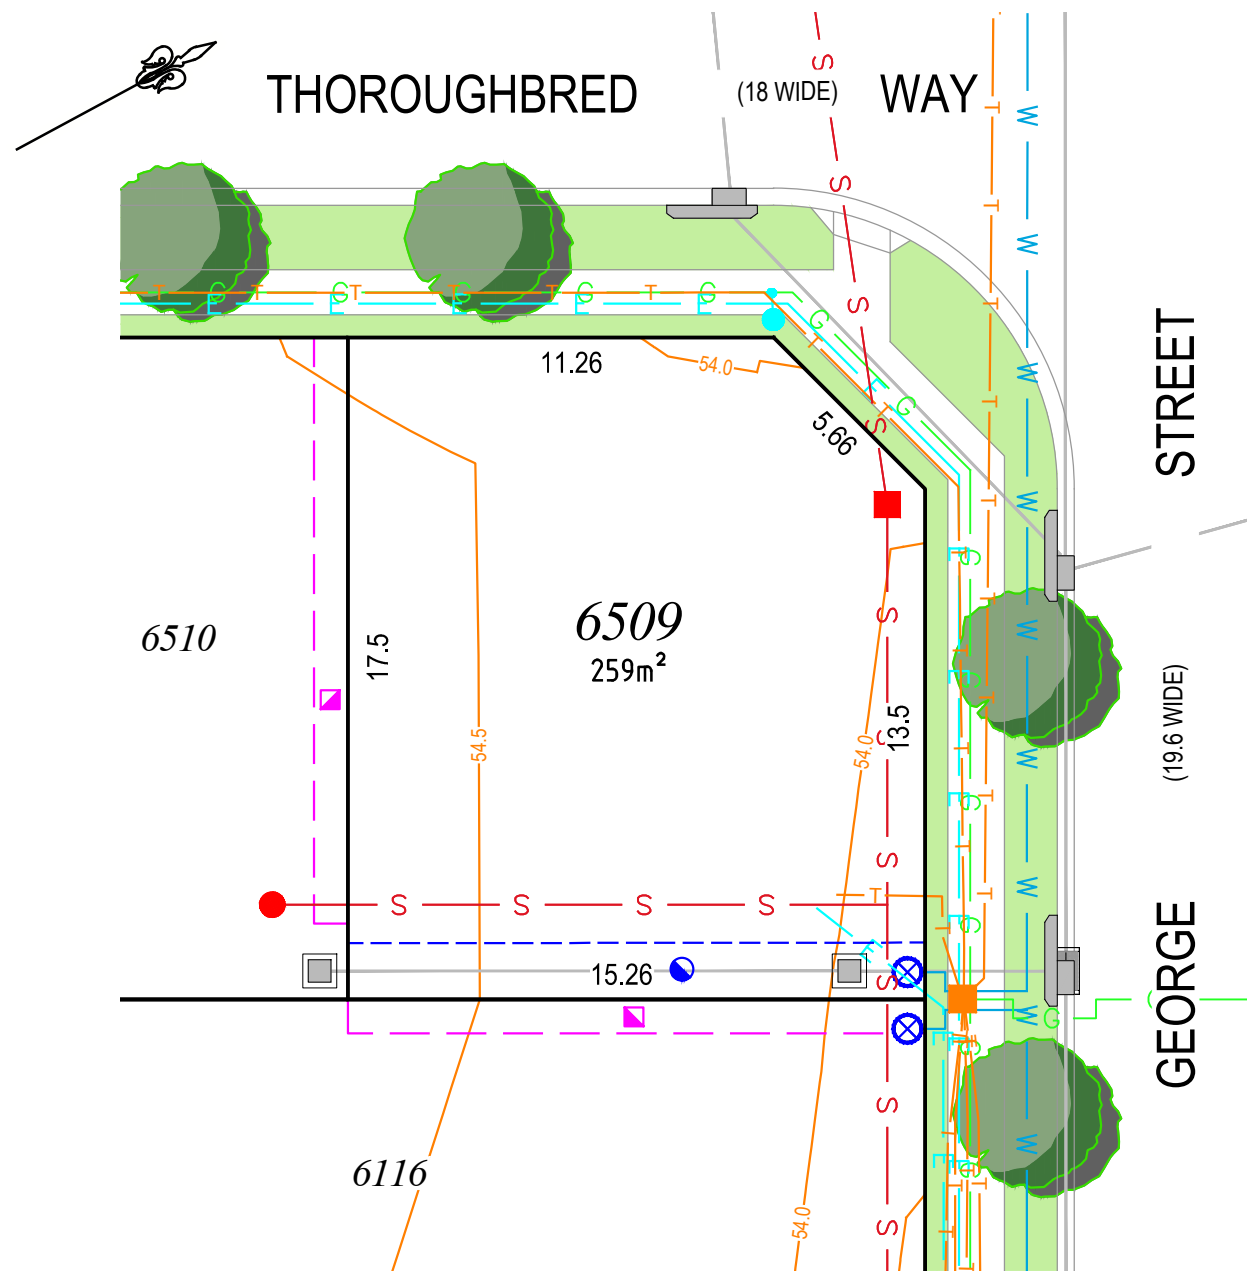 THOROUGHBRED (18 WIDE) WAY
11.26
54.0
5.66
STREET
6510
17.5
6509
259m²
(19.6 WIDE)
54.5
54.0
13.5
S S S S
15.26
GEORGE
6116
54.0
T T T T T T
G G G G G
E E E E E
S S S S S S S S
W W W W W W W W W